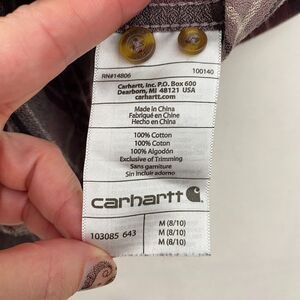 RN#14806 100140
Carhartt, Inc, P.O. Box 600
Dearborn, MI 48121 USA
carhartt.com
Made in China
Fabriqué en Chine
Hecho en China
100% Cotton
100% Coton
100% Algodón
Exclusive of Trimming
Sans garniture
Sin incluir adorno
carhartt
103085 643 M (8/10)
M (8/10)
M (8/10)